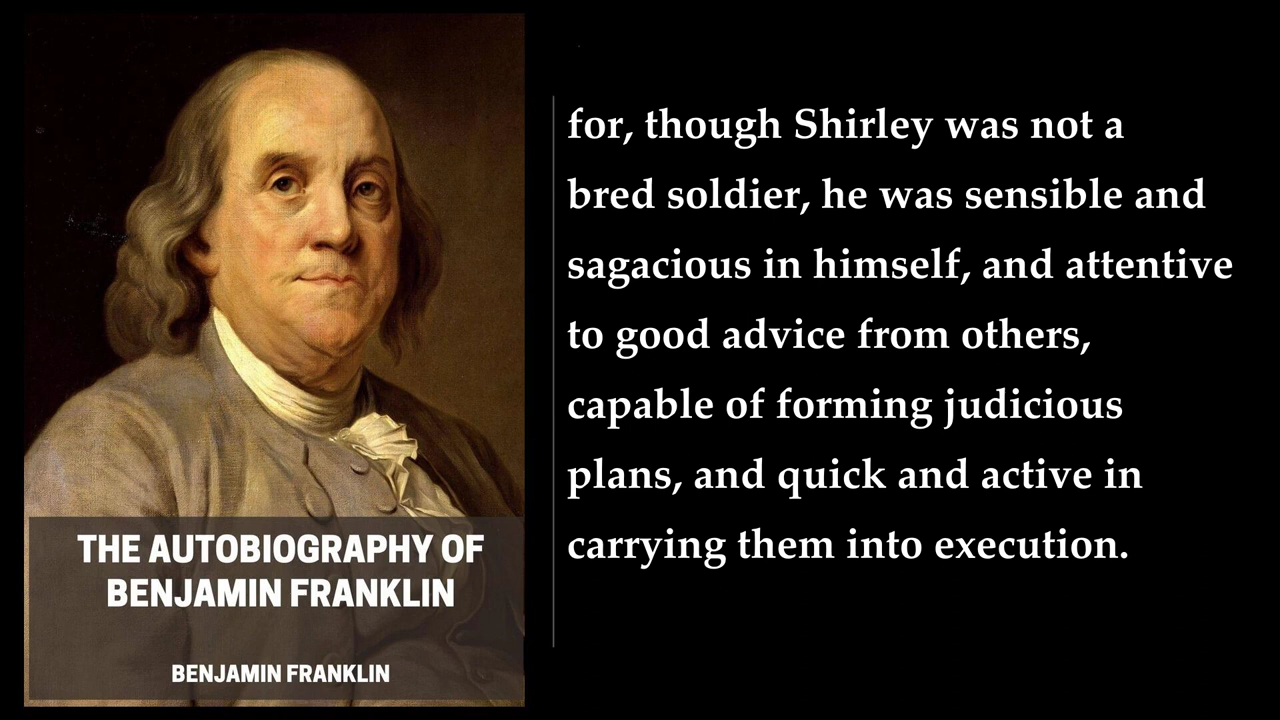 for, though Shirley was not a
bred soldier, he was sensible and
sagacious in himself, and attentive
to good advice from others,
capable of forming judicious
plans, and quick and active in
carrying them into execution.
THE AUTOBIOGRAPHY OF
BENJAMIN FRANKLIN
BENJAMIN FRANKLIN